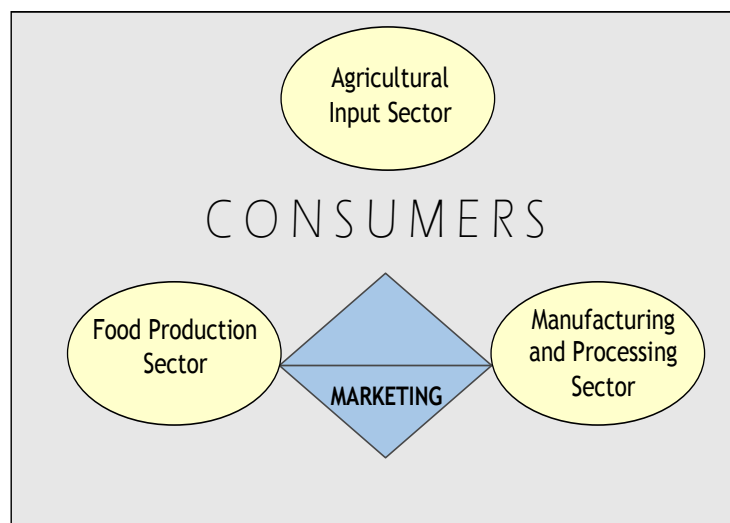 Agricultural
Input Sector
CONSUMERS
Food Production
Sector
Manufacturing
and Processing
Sector
MARKETING